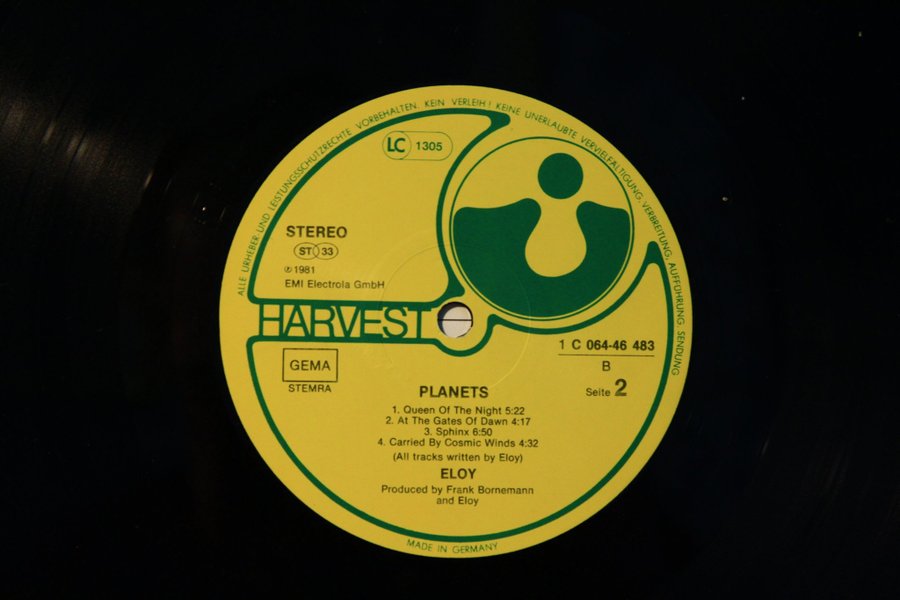 ALLE URHEBER- UND LEISTUNGSSCHUTZRECHTE VORBEHALTEN. KEIN VERLEIH! KEINE UNERLAUBTE VERVIELFÄLTIGUNG, VERBREITUNG, AUFFÜHRUNG, SENDUNG
LC 1305
STEREO
ST 33
℗ 1981
EMI Electrola GmbH
HARVEST
GEMA
STEMRA
1 C 064-46 483
B
Seite 2
PLANETS
1. Queen Of The Night 5:22
2. At The Gates Of Dawn 4:17
3. Sphinx 6:50
4. Carried By Cosmic Winds 4:32
(All tracks written by Eloy)
ELOY
Produced by Frank Bornemann
and Eloy
MADE IN GERMANY